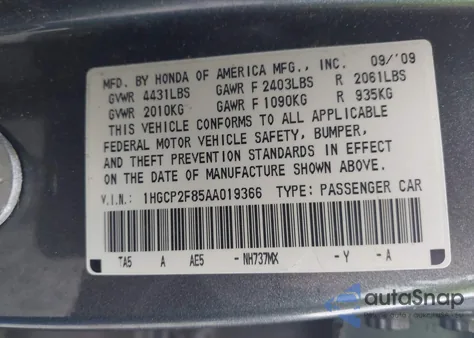 MFD. BY HONDA OF AMERICA MFG., INC. 09/'09
GVWR 4431LBS GAWR F 2403LBS R 2061LBS
GVWR 2010KG GAWR F 1090KG R 935KG
THIS VEHICLE CONFORMS TO ALL APPLICABLE
FEDERAL MOTOR VEHICLE SAFETY, BUMPER,
AND THEFT PREVENTION STANDARDS IN EFFECT
ON THE DATE OF MANUFACTURE SHOWN ABOVE.
V.I.N.: 1HGCP2F85AA019366 TYPE: PASSENGER CAR
TA5 A AE5 -NH737MX -Y -A
autoSnap